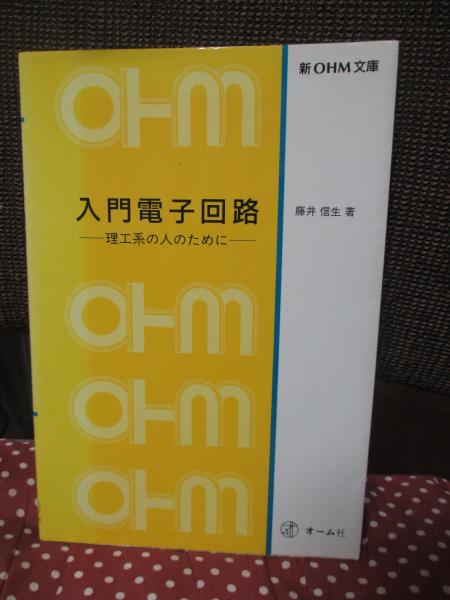 OHM
新OHM文庫
入門電子回路
—理工系の人のために—
藤井 信生 著
OHM
OHM
OHM
オーム社